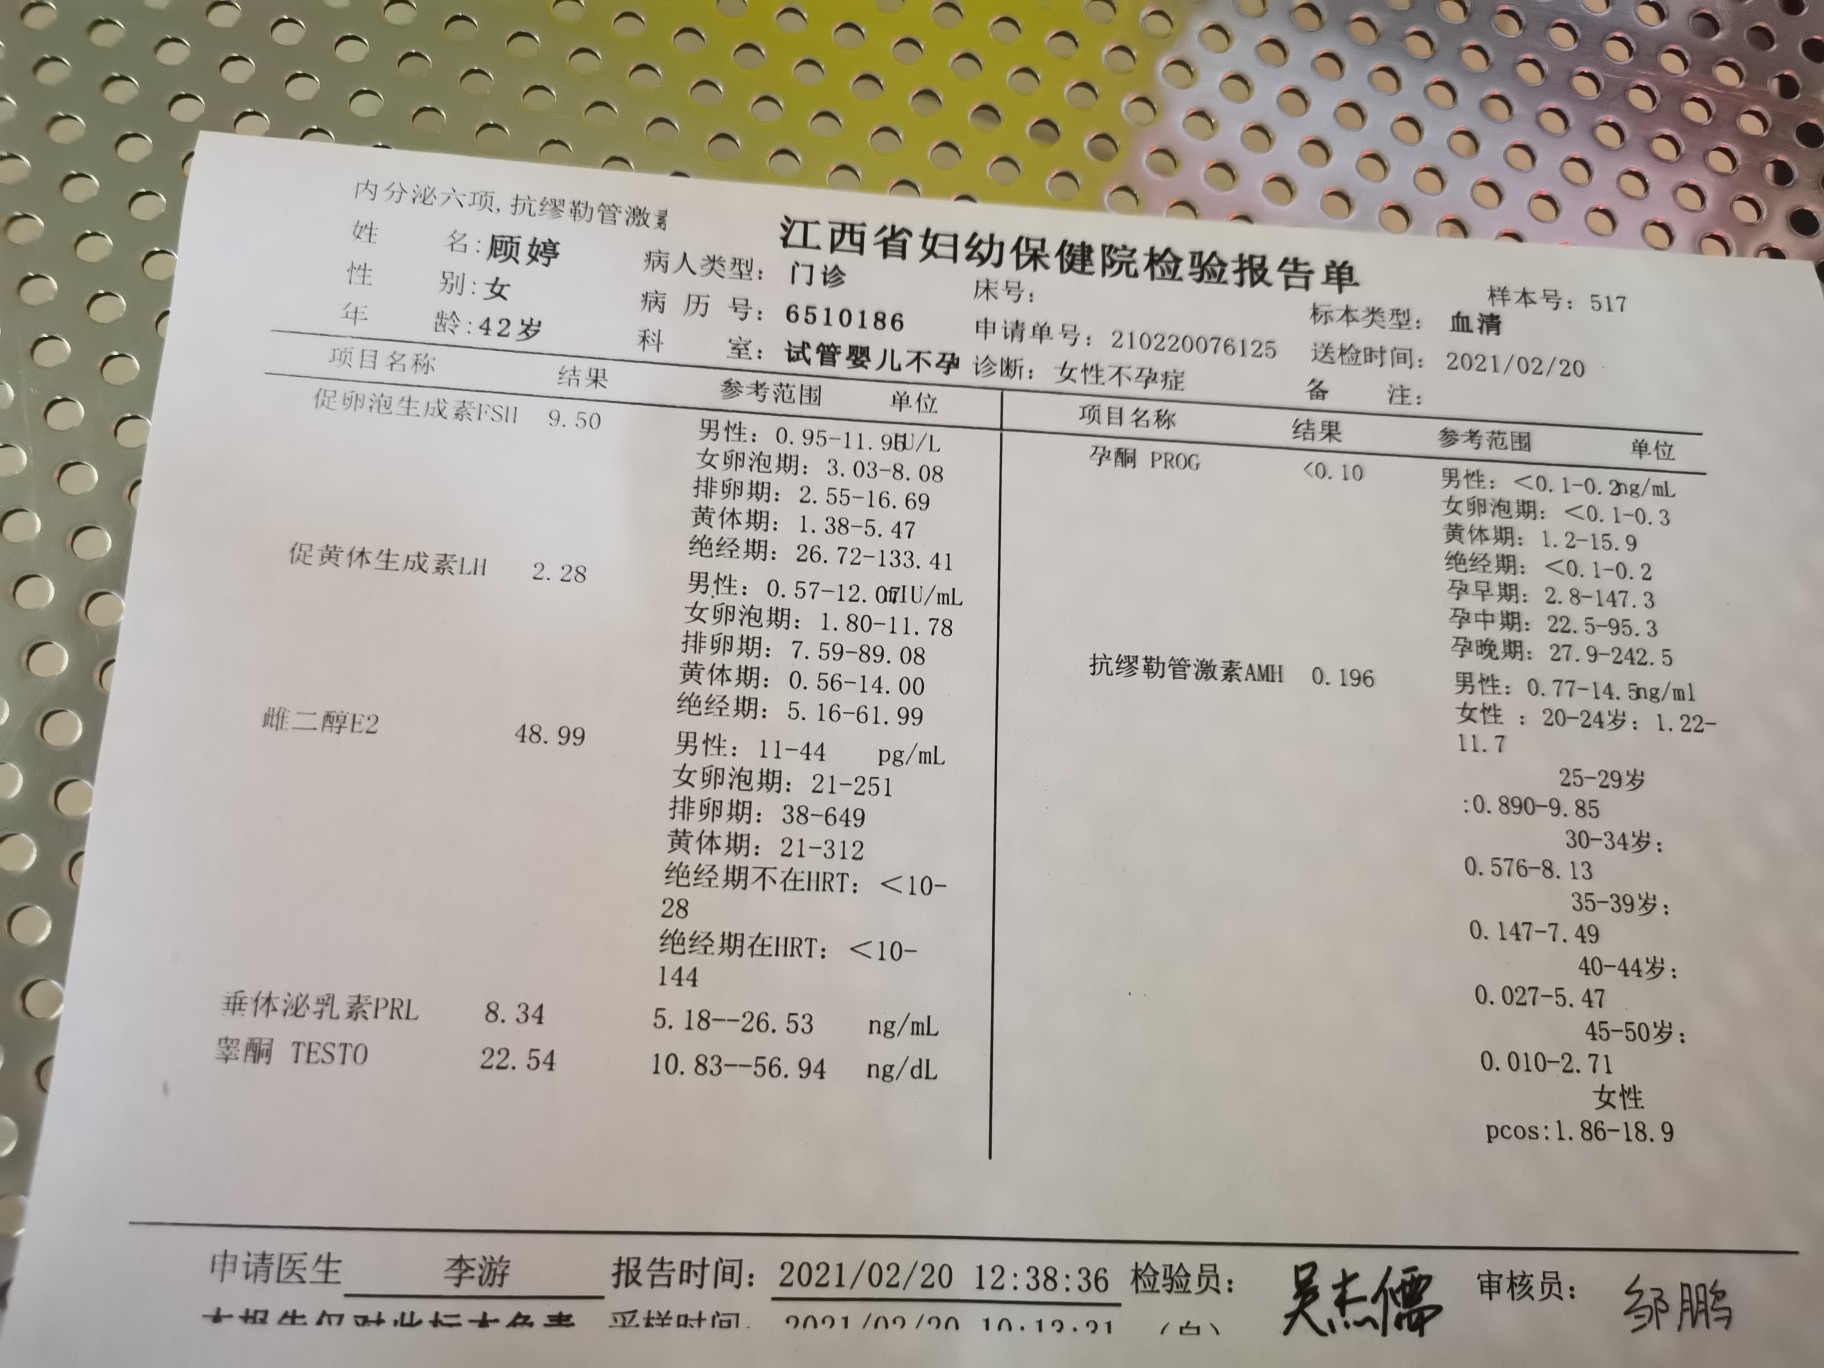 内分泌六项,抗缪勒管激素
江西省妇幼保健院检验报告单
姓 名:顾婷 病人类型:门诊 床号: 样本号:517
性 别:女 病历号:6510186 申请单号:210220076125 标本类型:血清
年 龄:42岁 科 室:试管婴儿不孕 诊断:女性不孕症 送检时间:2021/02/20
备 注:
项目名称 结果 参考范围 单位
促卵泡生成素FSH 9.50 男性:0.95-11.95 IU/L
女卵泡期:3.03-8.08
排卵期:2.55-16.69
黄体期:1.38-5.47
绝经期:26.72-133.41
促黄体生成素LH 2.28 男性:0.57-12.07 mIU/mL
女卵泡期:1.80-11.78
排卵期:7.59-89.08
黄体期:0.56-14.00
绝经期:5.16-61.99
雌二醇E2 48.99 男性:11-44 pg/mL
女卵泡期:21-251
排卵期:38-649
黄体期:21-312
绝经期不在HRT:<10-
28
绝经期在HRT:<10-
144
垂体泌乳素PRL 8.34 5.18--26.53 ng/mL
睾酮 TESTO 22.54 10.83--56.94 ng/dL
项目名称 结果 参考范围 单位
孕酮 PROG <0.10 男性:<0.1-0.2 ng/mL
女卵泡期:<0.1-0.3
黄体期:1.2-15.9
绝经期:<0.1-0.2
孕早期:2.8-147.3
孕中期:22.5-95.3
孕晚期:27.9-242.5
抗缪勒管激素AMH 0.196 男性:0.77-14.5 ng/ml
女性 :20-24岁:1.22-
11.7
25-29岁
:0.890-9.85
30-34岁:
0.576-8.13
35-39岁:
0.147-7.49
40-44岁:
0.027-5.47
45-50岁:
0.010-2.71
女性
pcos:1.86-18.9
申请医生 李游 报告时间:2021/02/20 12:38:36 检验员:吴杰儒 审核员:邹鹏
本报告仅对此标本负责 采样时间: 2021/02/20 10:12:21 (自)